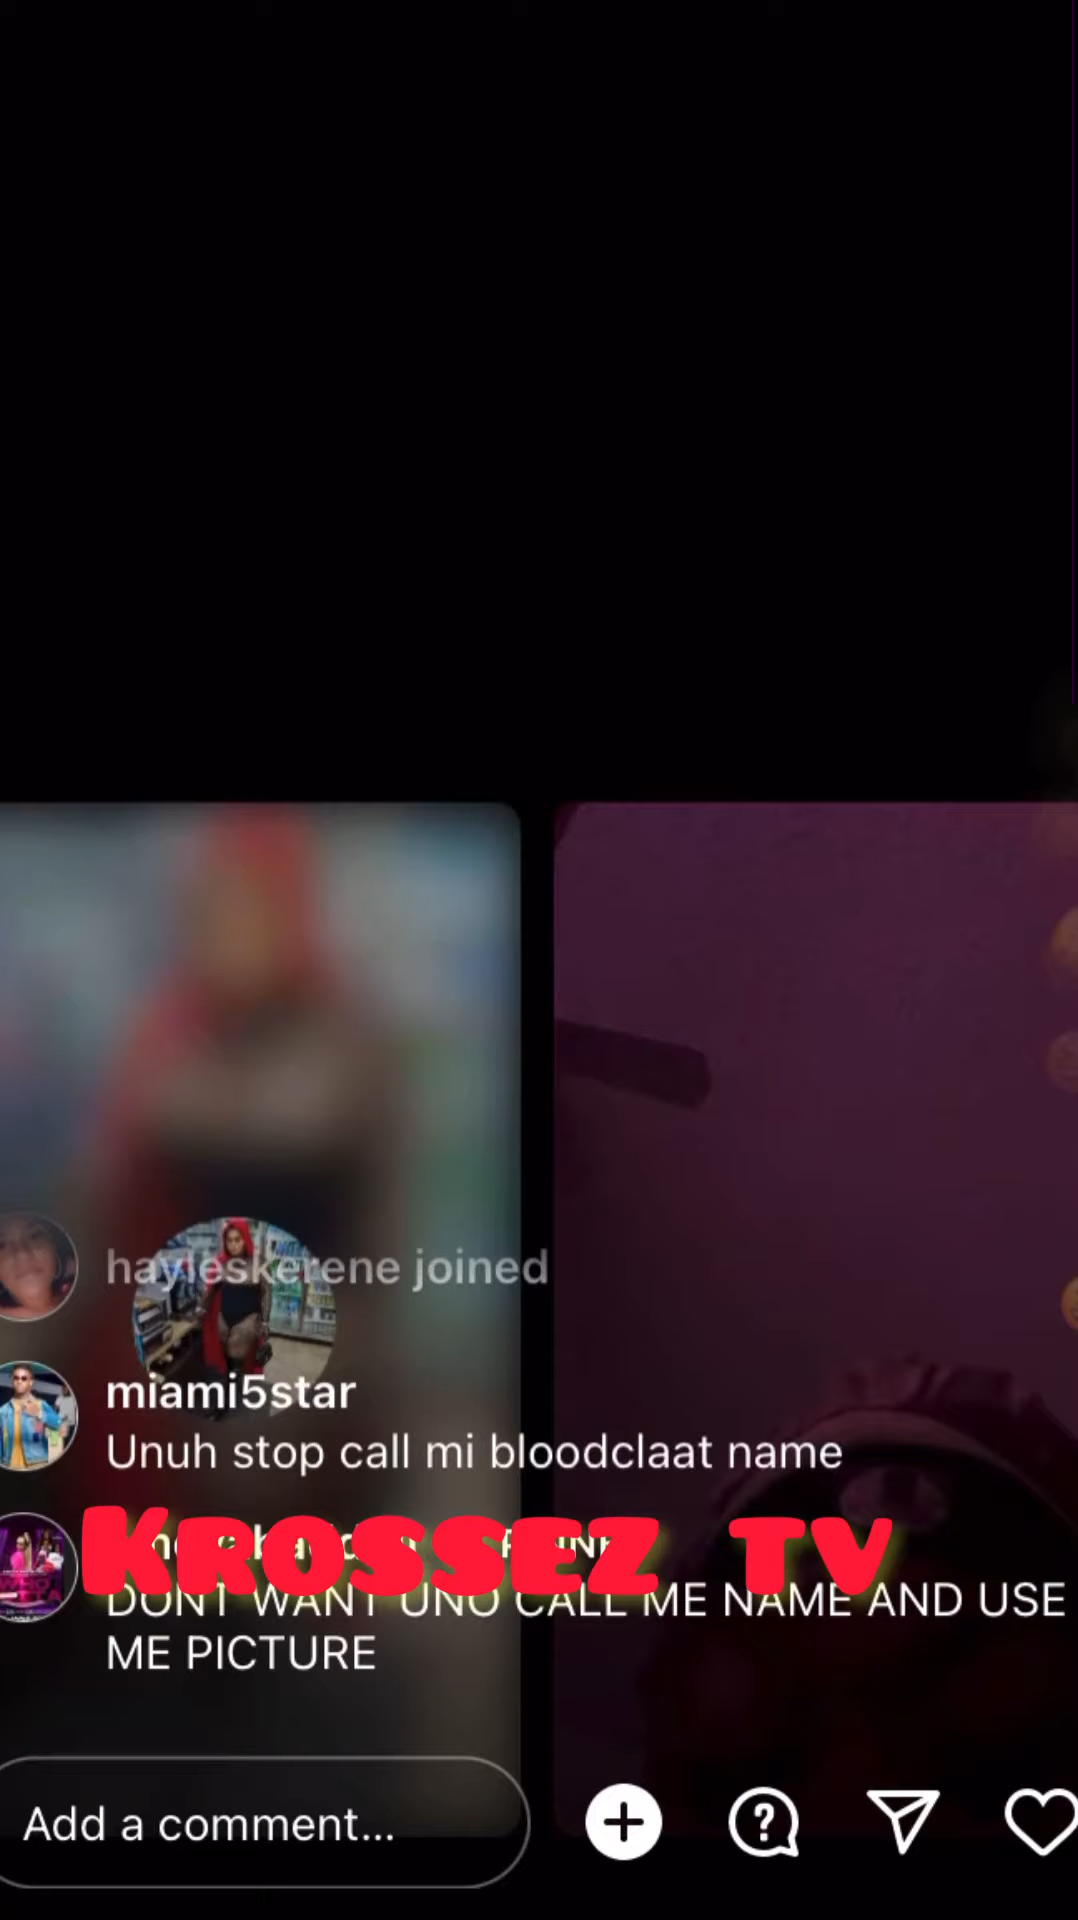 hayleskerene joined
miami5star
Unuh stop call mi bloodclaat name
KROSSEZ TV
DONT WANT UNO CALL ME NAME AND USE
ME PICTURE
Add a comment...